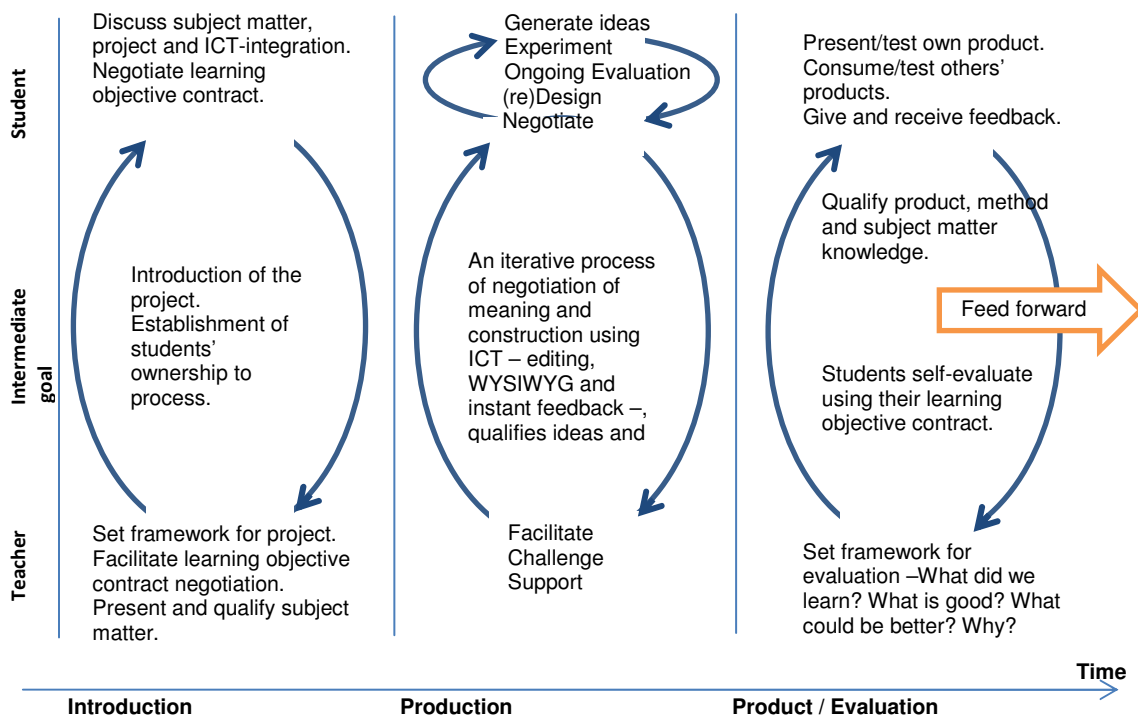 Student
Discuss subject matter,
project and ICT-integration.
Negotiate learning
objective contract.
Generate ideas
Experiment
Ongoing Evaluation
(re)Design
Negotiate
Present/test own product.
Consume/test others’
products.
Give and receive feedback.
Intermediate
goal
Introduction of the
project.
Establishment of
students’
ownership to
process.
An iterative process
of negotiation of
meaning and
construction using
ICT – editing,
WYSIWYG and
instant feedback –,
qualifies ideas and
Qualify product, method
and subject matter
knowledge.
Feed forward
Students self-evaluate
using their learning
objective contract.
Teacher
Set framework for project.
Facilitate learning objective
contract negotiation.
Present and qualify subject
matter.
Facilitate
Challenge
Support
Set framework for
evaluation –What did we
learn? What is good? What
could be better? Why?
Time
Introduction
Production
Product / Evaluation